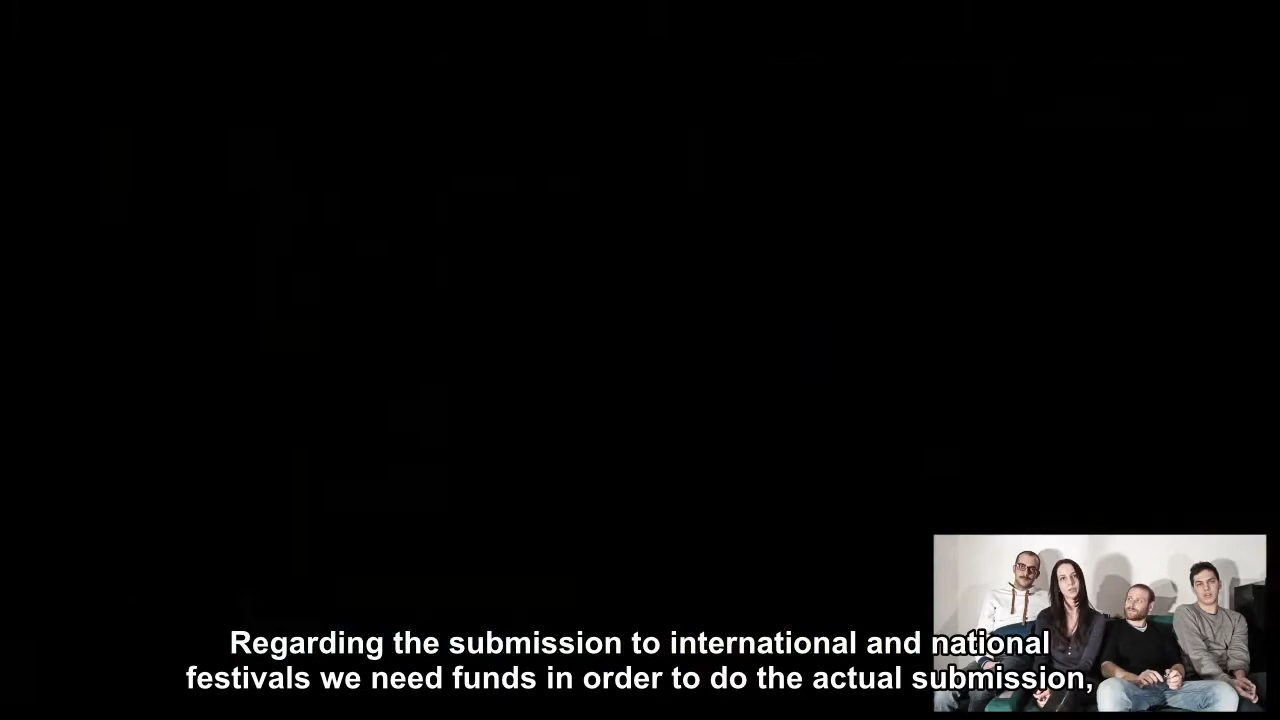 Regarding the submission to international and national
festivals we need funds in order to do the actual submission,